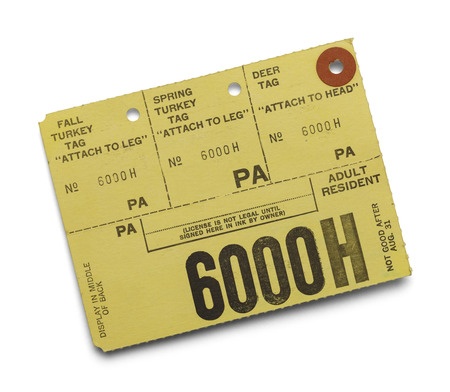 FALL
TURKEY
TAG
"ATTACH TO LEG"
No 6000H
PA
SPRING
TURKEY
TAG
"ATTACH TO LEG"
No 6000H
PA
DEER
TAG
"ATTACH TO HEAD"
No 6000H
PA
PA
(LICENSE IS NOT LEGAL UNTIL
SIGNED HERE IN INK BY OWNER)
ADULT
RESIDENT
DISPLAY IN MIDDLE
OF BACK
6000H
NOT GOOD AFTER
AUG. 31